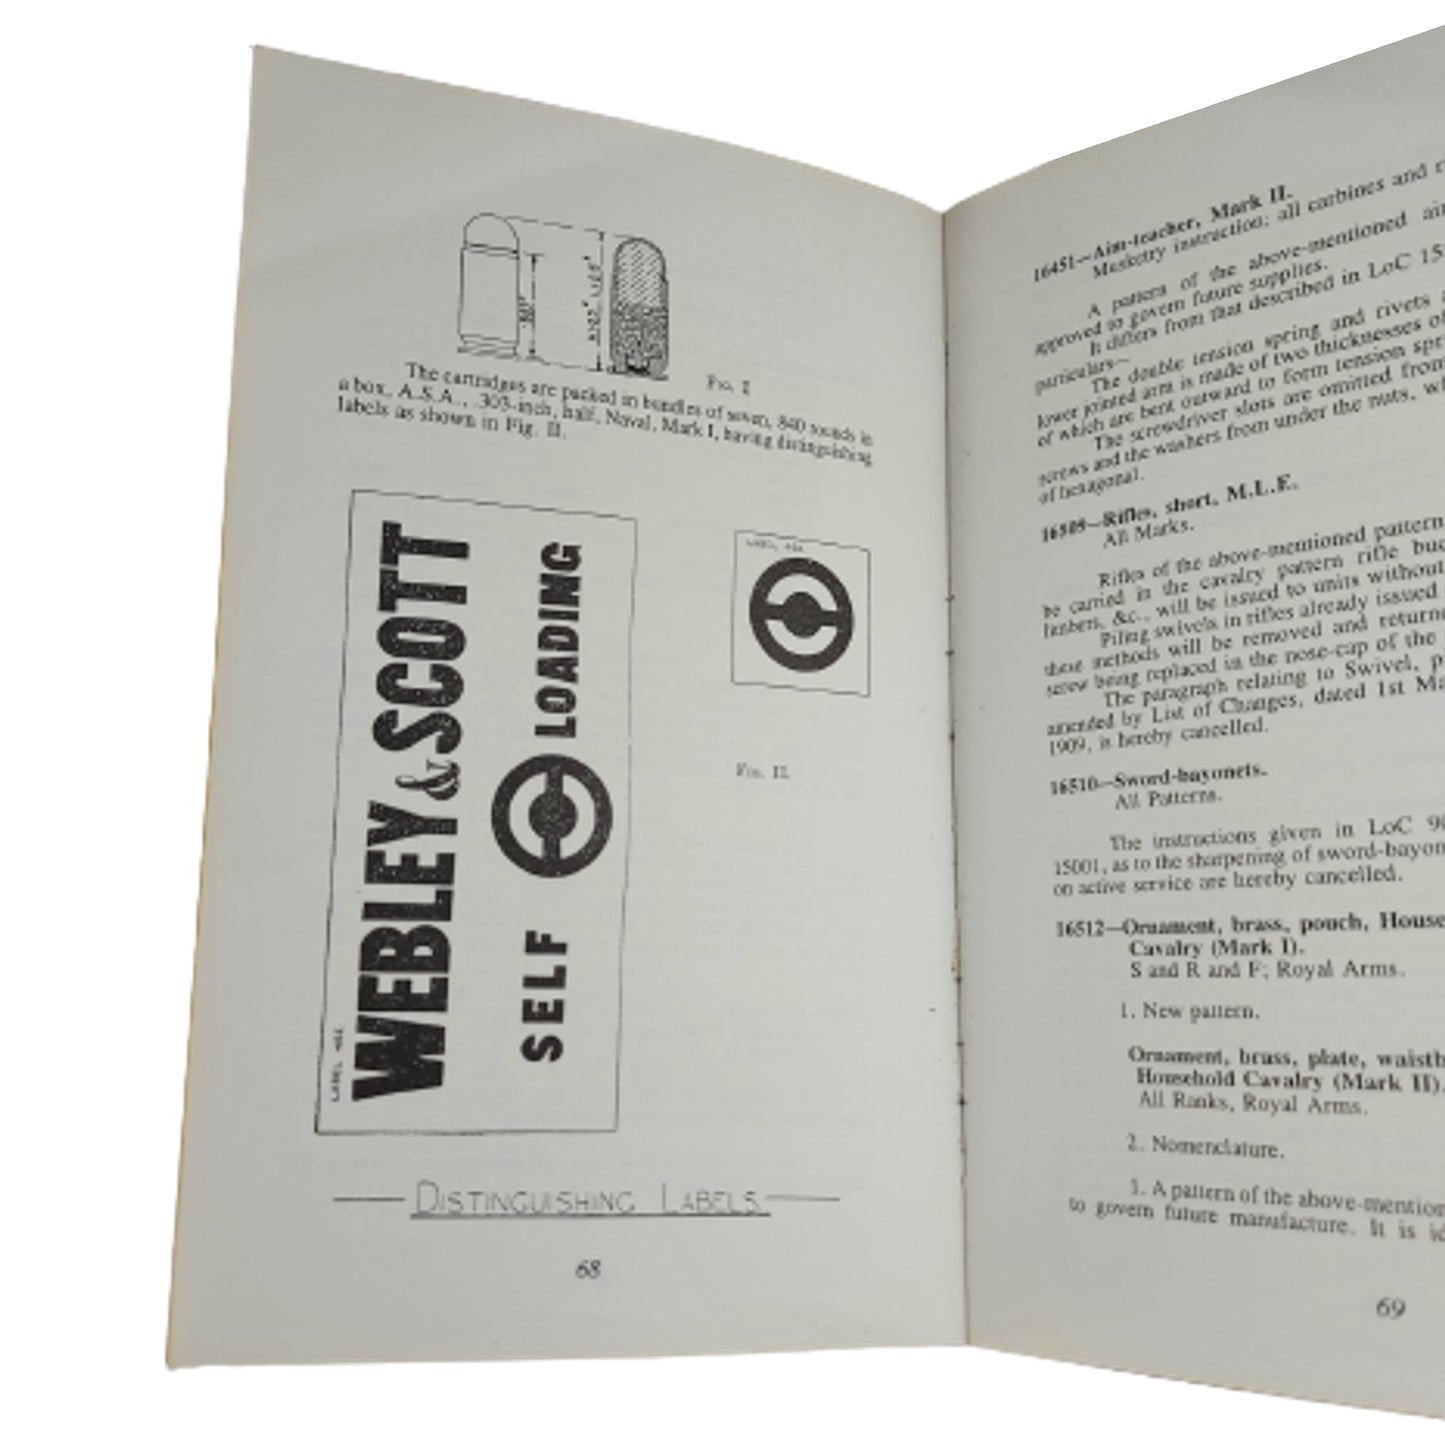 FIG. I
The cartridges are packed in bundles of seven, 840 rounds in
a box, A.S.A., .303-inch, half, Naval, Mark I, having distinguishing
labels as shown in Fig. II.
WEBLEY & SCOTT
SELF LOADING
FIG. II.
DISTINGUISHING LABELS.
68
16451—Aim-teacher, Mark II.
Musketry instruction; all carbines and
A pattern of the above-mentioned
approved to govern future supplies.
It differs from that described in LoC
particulars—
The double tension spring and rivets
lower jointed arm is made of two thicknesses of
of which are bent outward to form tension
The screwdriver slots are omitted from
screws and the washers from under the nuts,
of hexagonal.
16509—Rifles, short, M.L.E.
All Marks.
Rifles of the above-mentioned pattern
be carried in the cavalry pattern rifle
limbers, &c., will be issued to units without
Piling swivels in rifles already issued
these methods will be removed and
screw being replaced in the nose-cap of the
The paragraph relating to Swivel,
amended by List of Changes, dated 1st
1909, is hereby cancelled.
16510—Sword-bayonets.
All Patterns.
The instructions given in LoC
15001, as to the sharpening of
on active service are hereby cancelled.
16512—Ornament, brass, pouch,
Cavalry (Mark I).
S and R and F; Royal Arms.
1. New pattern.
Ornament, brass, plate,
Household Cavalry (Mark II).
All Ranks, Royal Arms.
2. Nomenclature.
1. A pattern of the
to govern future manufacture. It is
69